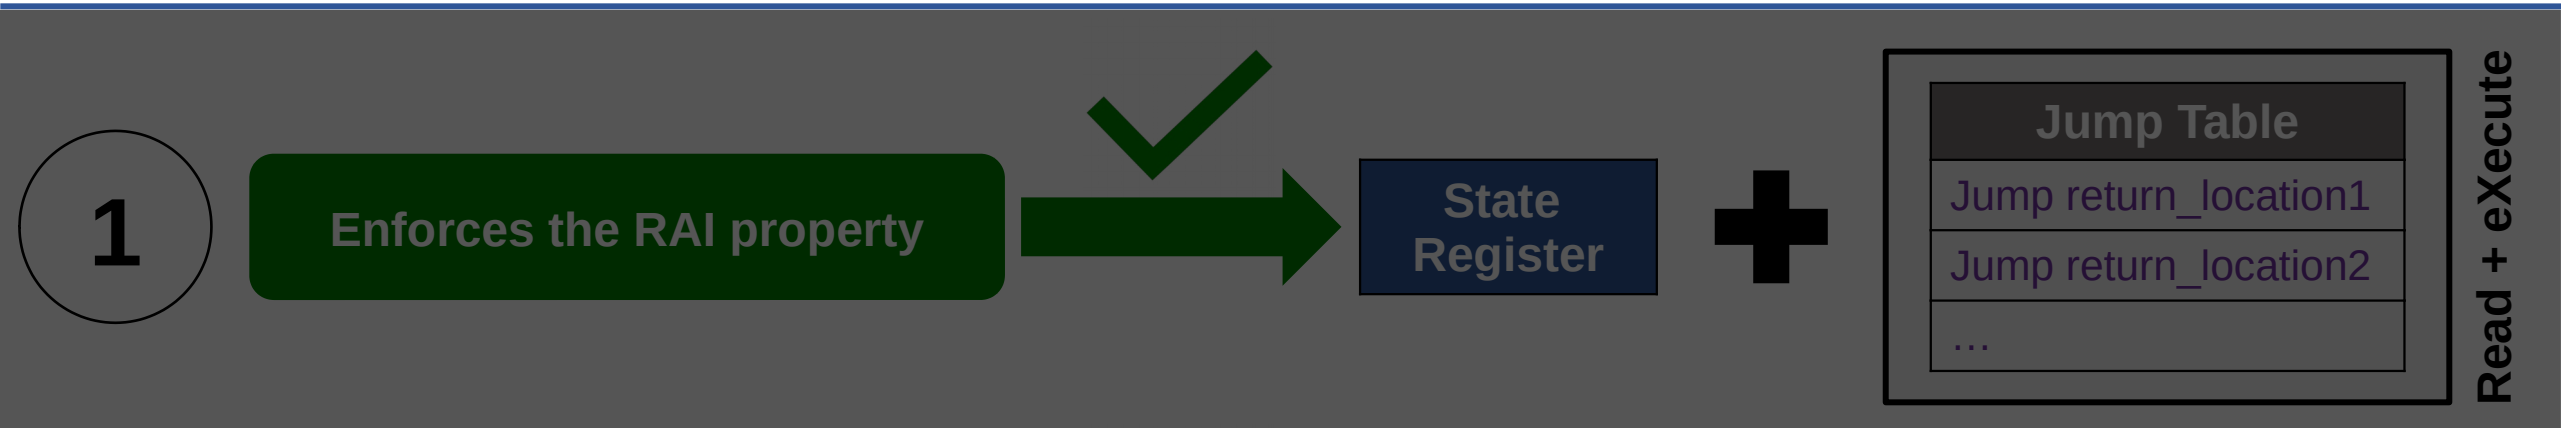 1
Enforces the RAI property
State
Register
Jump Table
Jump return_location1
Jump return_location2
...
Read + eXecute